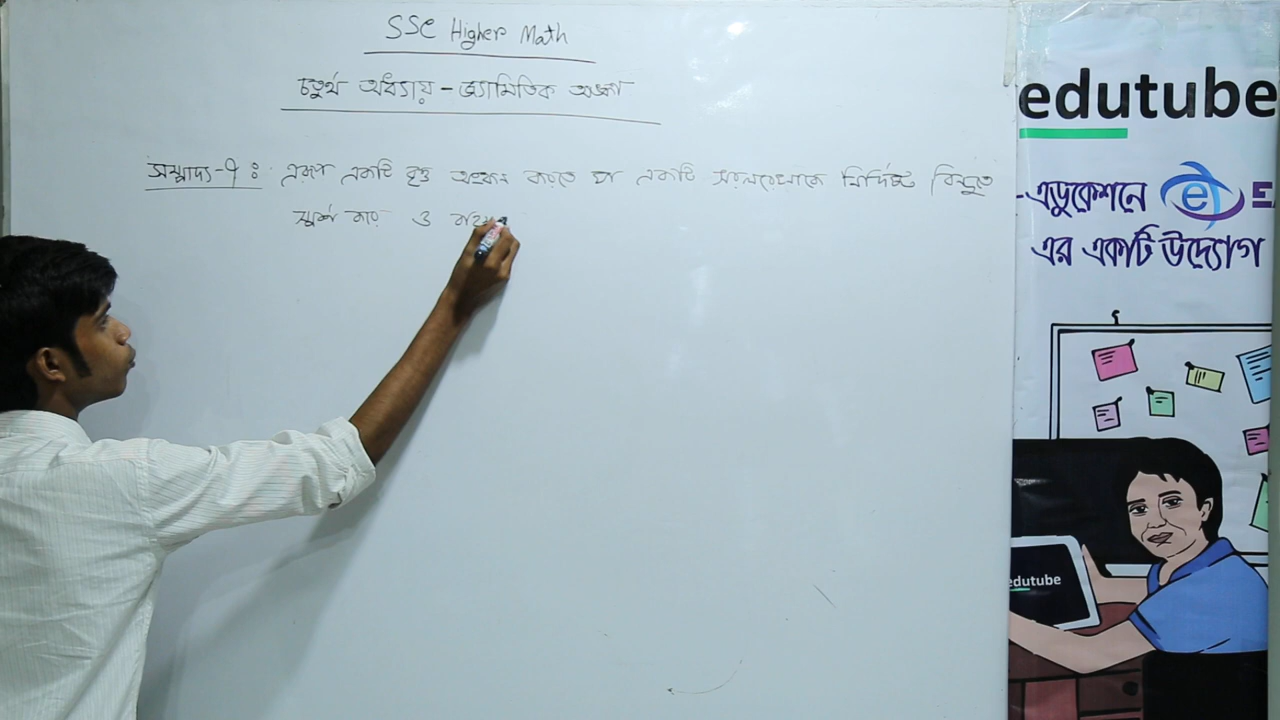 SSC Higher Math
চতুর্থ অধ্যায় - জ্যামিতিক অঙ্কন
সম্পাদ্য-৭ : এরূপ একটি বৃত্ত অঙ্কন করতে যা একটি সরলরেখাকে নির্দিষ্ট বিন্দুতে
স্পর্শ করে ও
edutube
-এডুকেশনে
এর একটি উদ্যোগ
edutube